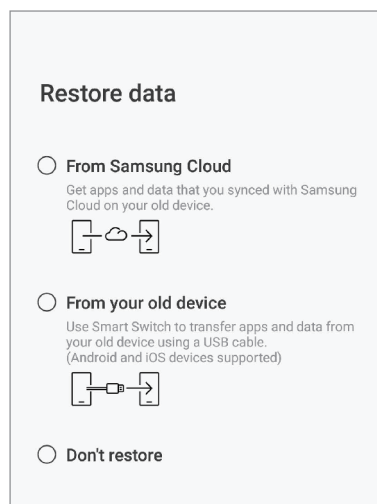 Restore data
From Samsung Cloud
Get apps and data that you synced with Samsung
Cloud on your old device.
From your old device
Use Smart Switch to transfer apps and data from
your old device using a USB cable.
(Android and iOS devices supported)
Don't restore